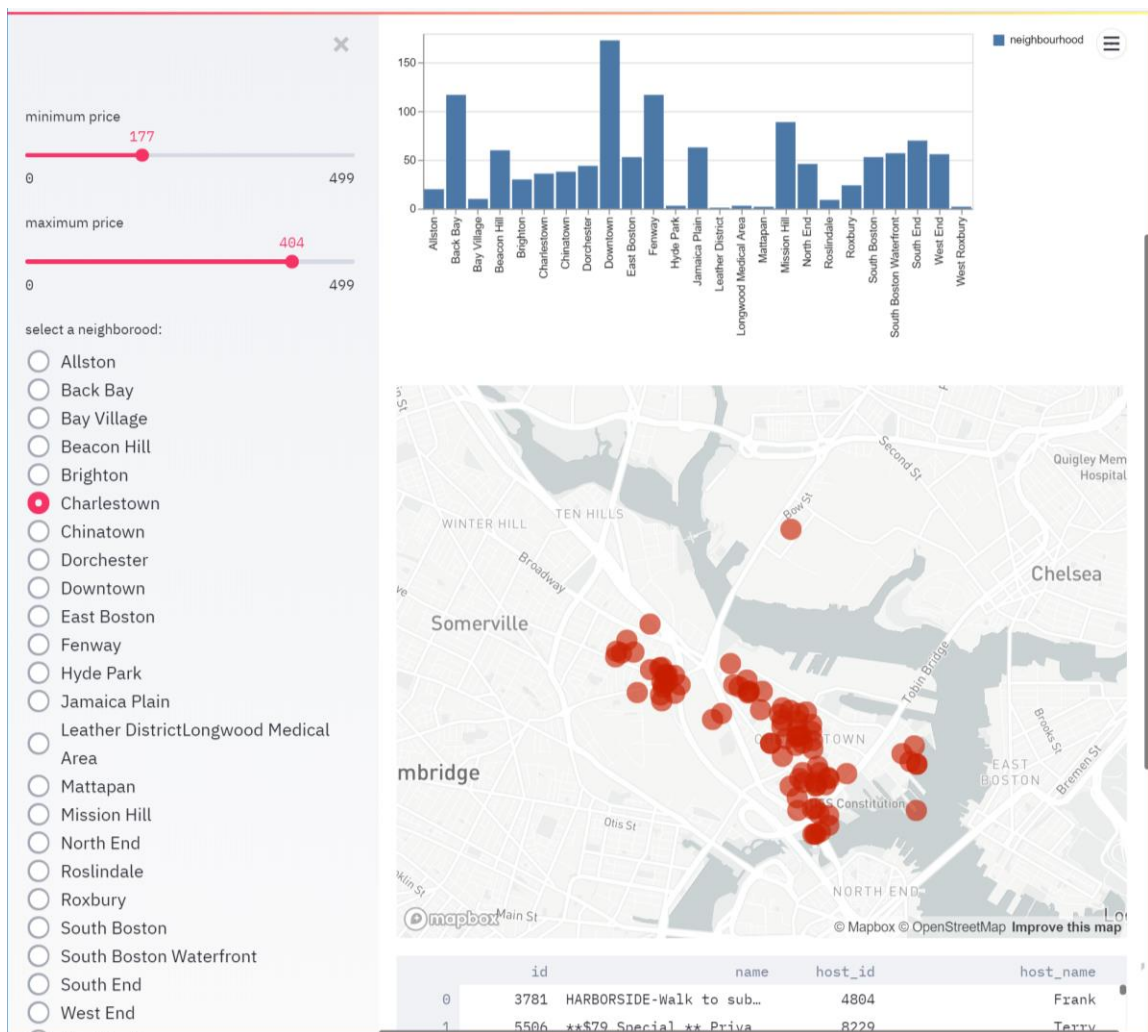 ×
minimum price
177
0 499
maximum price
404
0 499
select a neighborood:
Allston
Back Bay
Bay Village
Beacon Hill
Brighton
Charlestown
Chinatown
Dorchester
Downtown
East Boston
Fenway
Hyde Park
Jamaica Plain
Leather DistrictLongwood Medical
Area
Mattapan
Mission Hill
North End
Roslindale
Roxbury
South Boston
South Boston Waterfront
South End
West End
150
100
50
0
Allston
Back Bay
Bay Village
Beacon Hill
Brighton
Charlestown
Chinatown
Dorchester
Downtown
East Boston
Fenway
Hyde Park
Jamaica Plain
Leather District
Longwood Medical Area
Mattapan
Mission Hill
North End
Roslindale
Roxbury
South Boston
South Boston Waterfront
South End
West End
West Roxbury
neighbourhood
Second St
Quigley Mem
Hospital
Bow St
TEN HILLS
WINTER HILL
Broadway
Chelsea
Somerville
Tobin Bridge
Brooks St
TOWN
EAST
BOSTON
Bremen St
mbridge
Constitution
Otis St
NORTH END
Main St
mapbox
© Mapbox © OpenStreetMap Improve this map
id name host_id host_name
0 3781 HARBORSIDE-Walk to sub… 4804 Frank
1 5506 **$79 Special ** Priva 8229 Terry